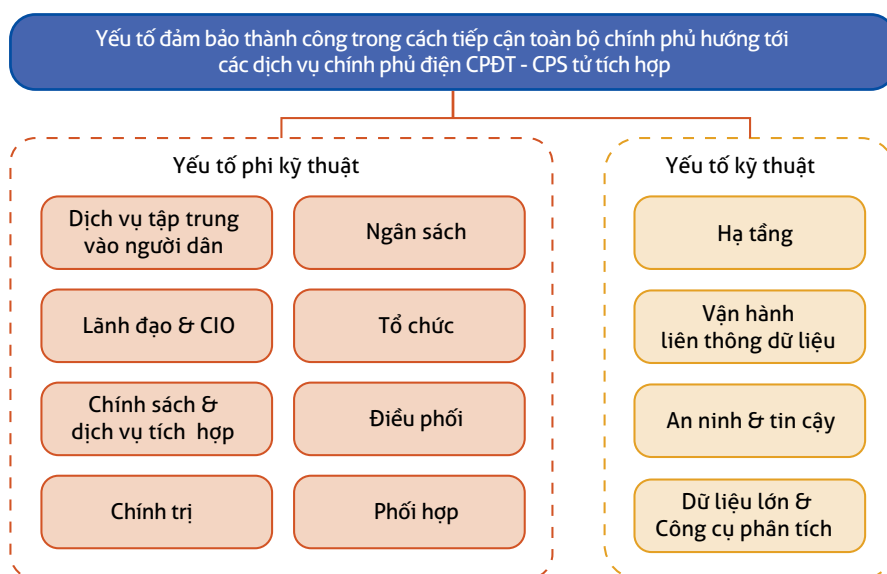 Yếu tố đảm bảo thành công trong cách tiếp cận toàn bộ chính phủ hướng tới
các dịch vụ chính phủ điện CPĐT - CPS tử tích hợp
Yếu tố phi kỹ thuật
Dịch vụ tập trung
vào người dân
Ngân sách
Lãnh đạo & CIO
Tổ chức
Chính sách &
dịch vụ tích hợp
Điều phối
Chính trị
Phối hợp
Yếu tố kỹ thuật
Hạ tầng
Vận hành
liên thông dữ liệu
An ninh & tin cậy
Dữ liệu lớn &
Công cụ phân tích